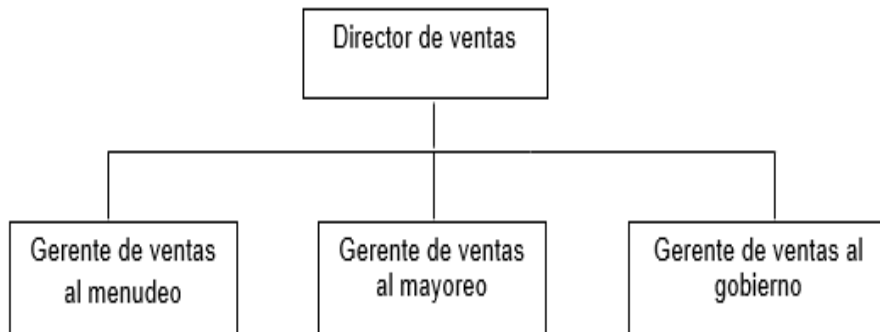 Director de ventas
Gerente de ventas
al menudeo
Gerente de ventas
al mayoreo
Gerente de ventas al
gobierno